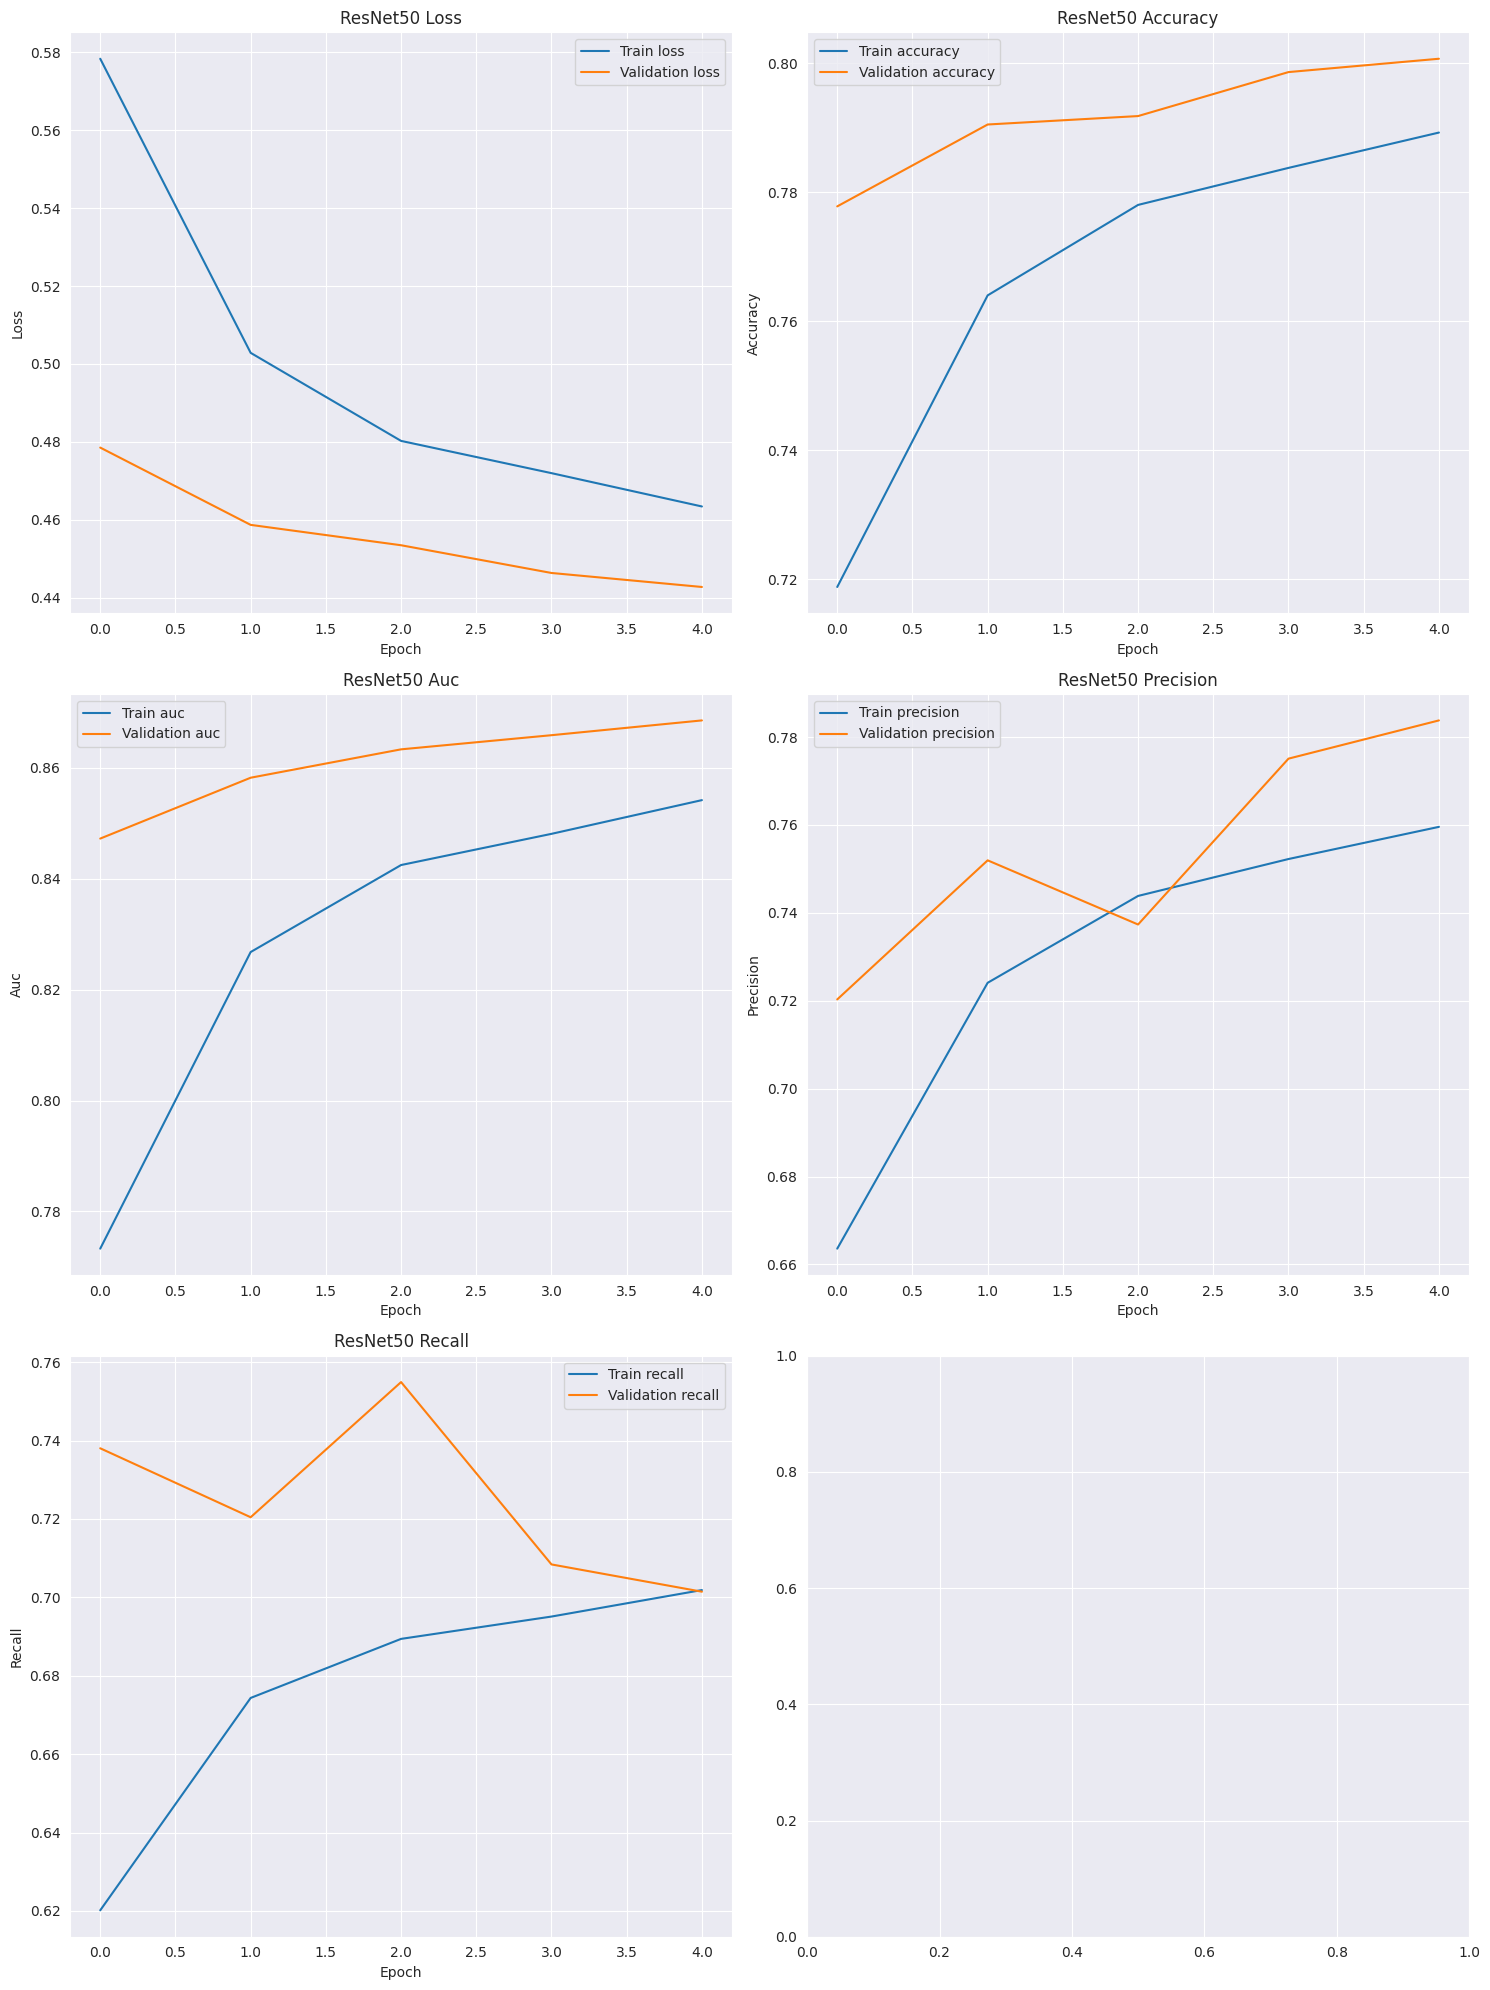 ResNet50 Loss
Train loss
Validation loss
0.58
0.56
0.54
0.52
0.50
0.48
0.46
0.44
Loss
0.0 0.5 1.0 1.5 2.0 2.5 3.0 3.5 4.0
Epoch
ResNet50 Accuracy
Train accuracy
Validation accuracy
0.80
0.78
0.76
0.74
0.72
Accuracy
0.0 0.5 1.0 1.5 2.0 2.5 3.0 3.5 4.0
Epoch
ResNet50 Auc
Train auc
Validation auc
0.86
0.84
0.82
0.80
0.78
Auc
0.0 0.5 1.0 1.5 2.0 2.5 3.0 3.5 4.0
Epoch
ResNet50 Precision
Train precision
Validation precision
0.78
0.76
0.74
0.72
0.70
0.68
0.66
Precision
0.0 0.5 1.0 1.5 2.0 2.5 3.0 3.5 4.0
Epoch
ResNet50 Recall
Train recall
Validation recall
0.76
0.74
0.72
0.70
0.68
0.66
0.64
0.62
Recall
0.0 0.5 1.0 1.5 2.0 2.5 3.0 3.5 4.0
Epoch
1.0
0.8
0.6
0.4
0.2
0.0
0.0 0.2 0.4 0.6 0.8 1.0